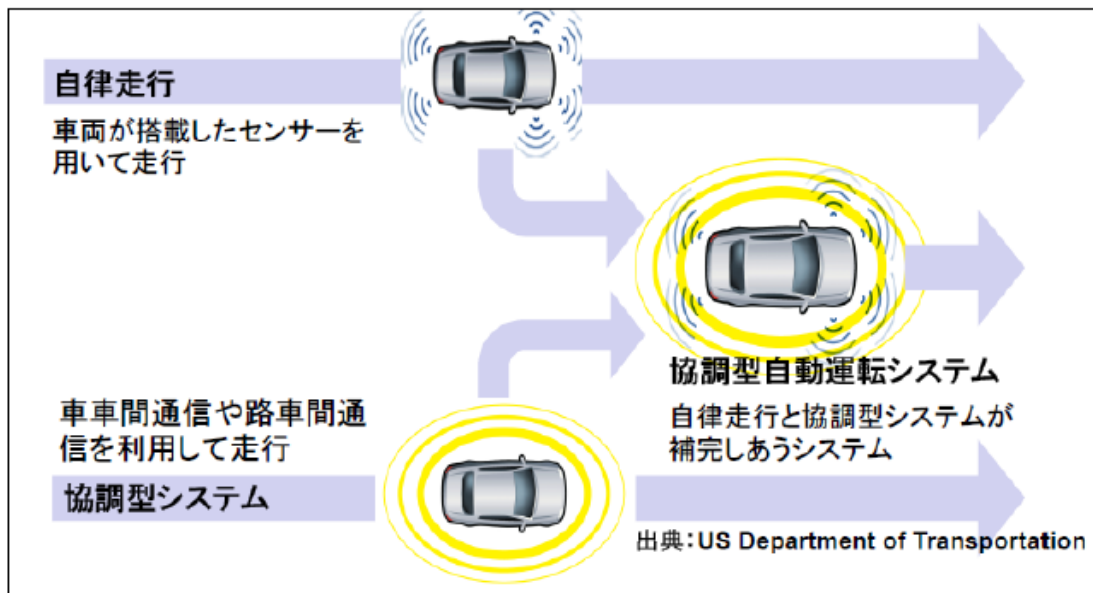 自律走行
車両が搭載したセンサーを
用いて走行
協調型自動運転システム
自律走行と協調型システムが
補完しあうシステム
車車間通信や路車間通
信を利用して走行
協調型システム
出典：US Department of Transportation